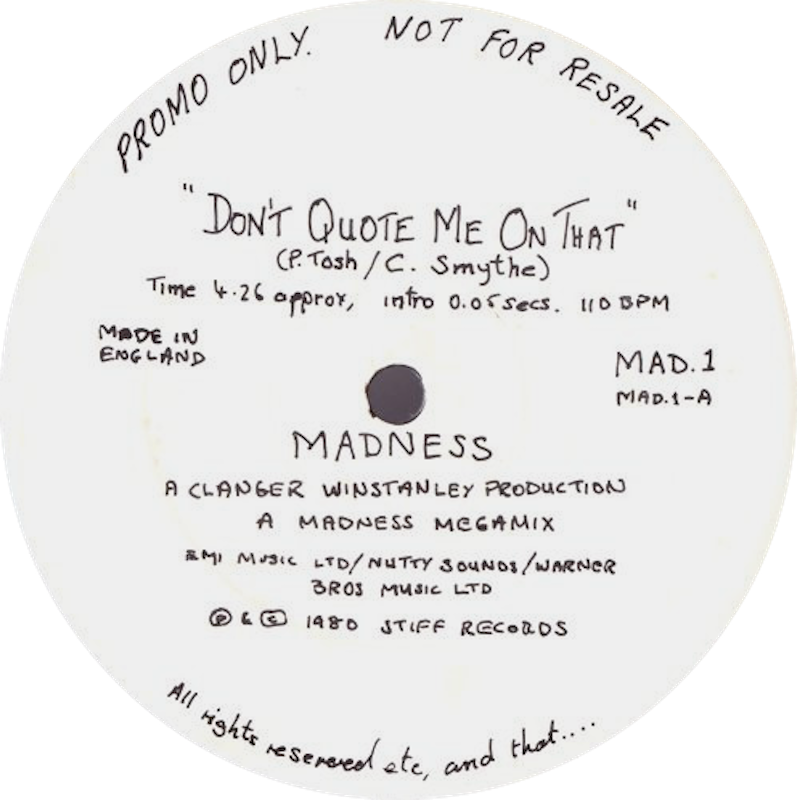 PROMO ONLY. NOT FOR RESALE
"DON'T QUOTE ME ON THAT"
(P. Tosh / C. Smythe)
Time 4.26 approx, intro 0.05 secs. 110 BPM
MADE IN
ENGLAND
MAD.1
MAD.1-A
MADNESS
A CLANGER WINSTANLEY PRODUCTION
A MADNESS MEGAMIX
EMI MUSIC LTD/NUTTY SOUNDS/WARNER
BROS MUSIC LTD
Ⓟ & © 1980 STIFF RECORDS
All rights reserved etc, and that....